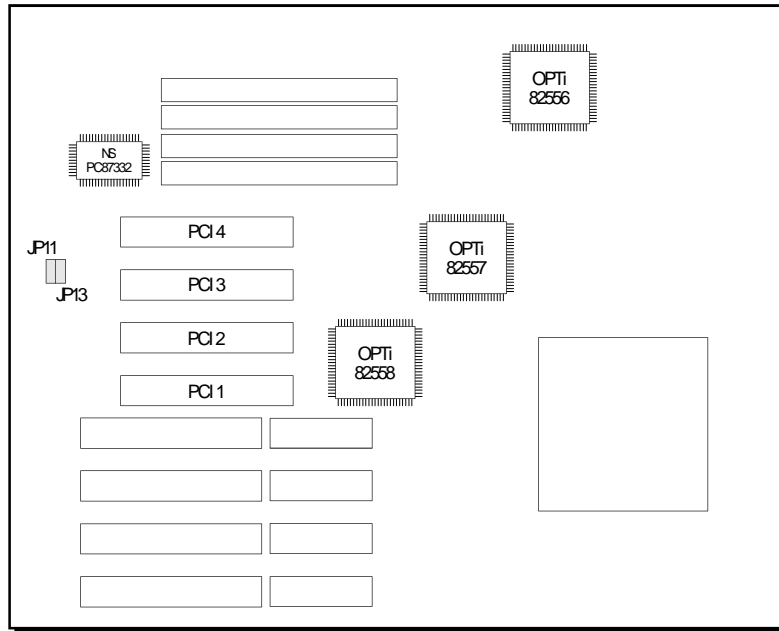 OPTi
82556
NS
PC87332
PCI 4
OPTi
82557
JP11
PCI 3
JP13
PCI 2
OPTi
82558
PCI 1